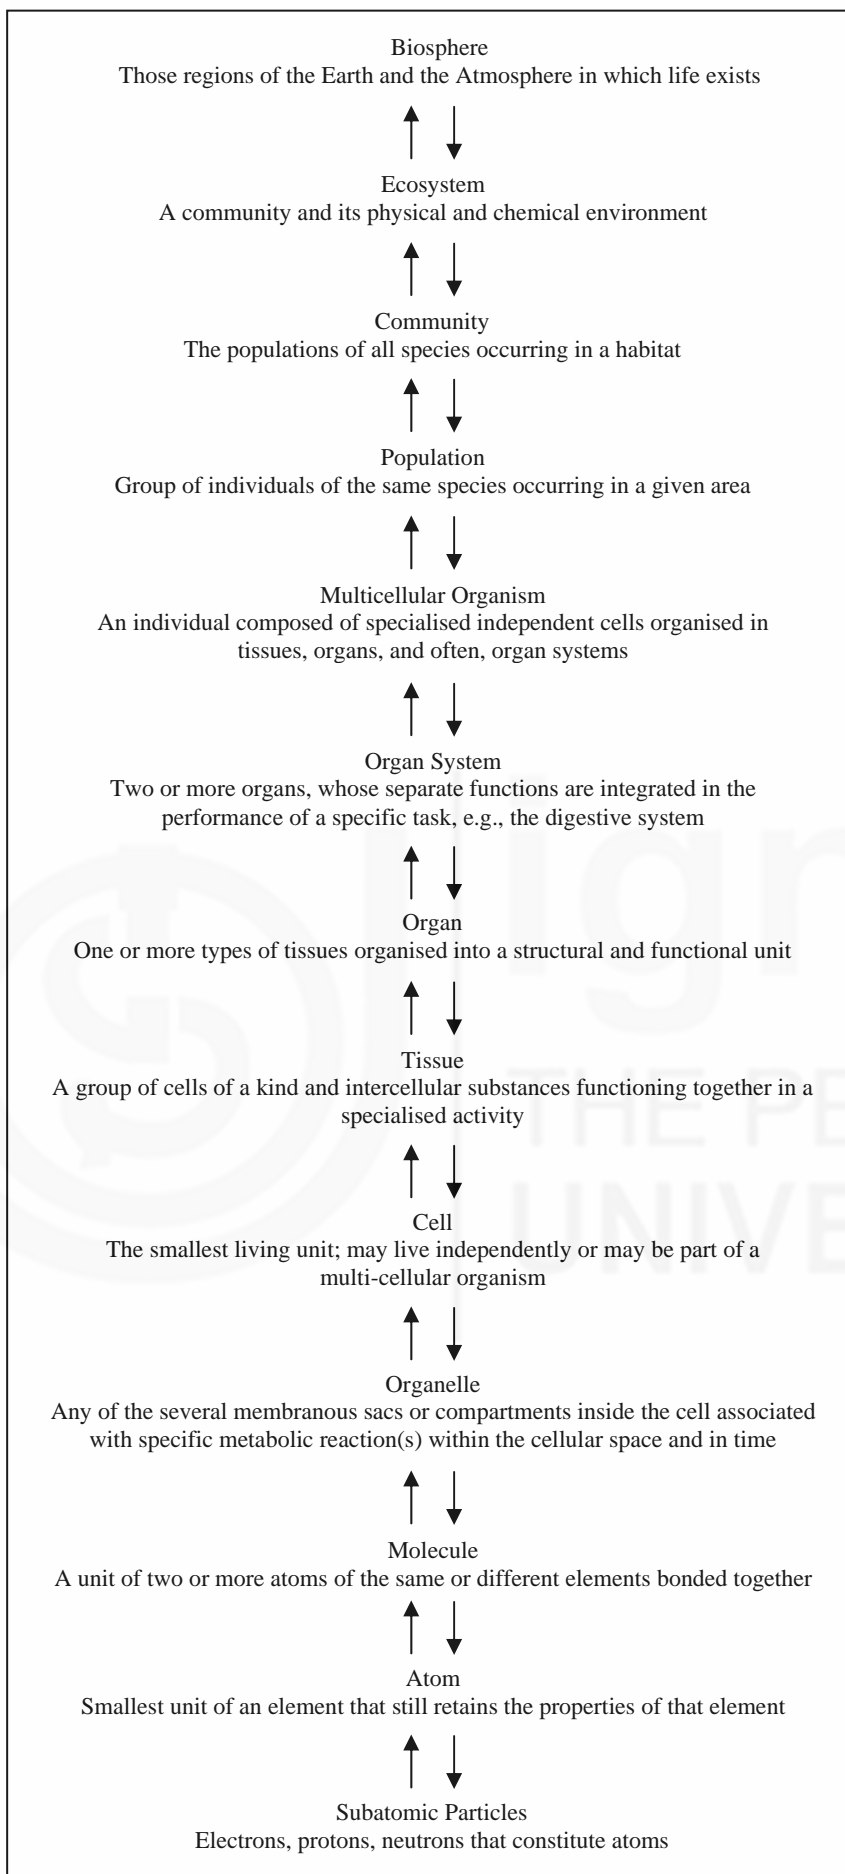 Biosphere
Those regions of the Earth and the Atmosphere in which life exists
Ecosystem
A community and its physical and chemical environment
Community
The populations of all species occurring in a habitat
Population
Group of individuals of the same species occurring in a given area
Multicellular Organism
An individual composed of specialised independent cells organised in
tissues, organs, and often, organ systems
Organ System
Two or more organs, whose separate functions are integrated in the
performance of a specific task, e.g., the digestive system
Organ
One or more types of tissues organised into a structural and functional unit
Tissue
A group of cells of a kind and intercellular substances functioning together in a
specialised activity
Cell
The smallest living unit; may live independently or may be part of a
multi-cellular organism
Organelle
Any of the several membranous sacs or compartments inside the cell associated
with specific metabolic reaction(s) within the cellular space and in time
Molecule
A unit of two or more atoms of the same or different elements bonded together
Atom
Smallest unit of an element that still retains the properties of that element
Subatomic Particles
Electrons, protons, neutrons that constitute atoms
THE